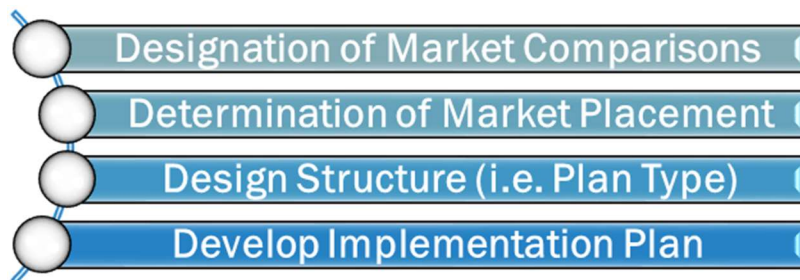 Designation of Market Comparisons
Determination of Market Placement
Design Structure (i.e. Plan Type)
Develop Implementation Plan